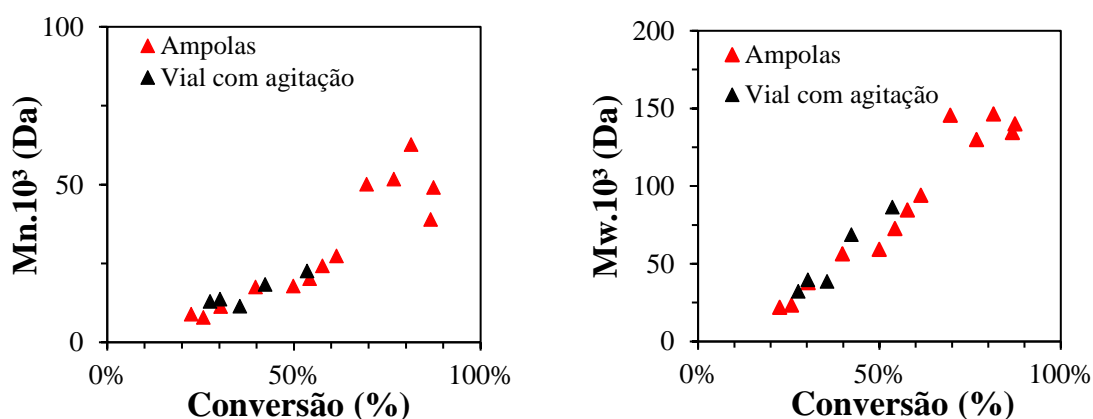 Mn.10³ (Da)
100
50
0
Ampolas
Vial com agitação
0%
50%
100%
Conversão (%)
Mw.10³ (Da)
200
150
100
50
0
Ampolas
Vial com agitação
0%
50%
100%
Conversão (%)